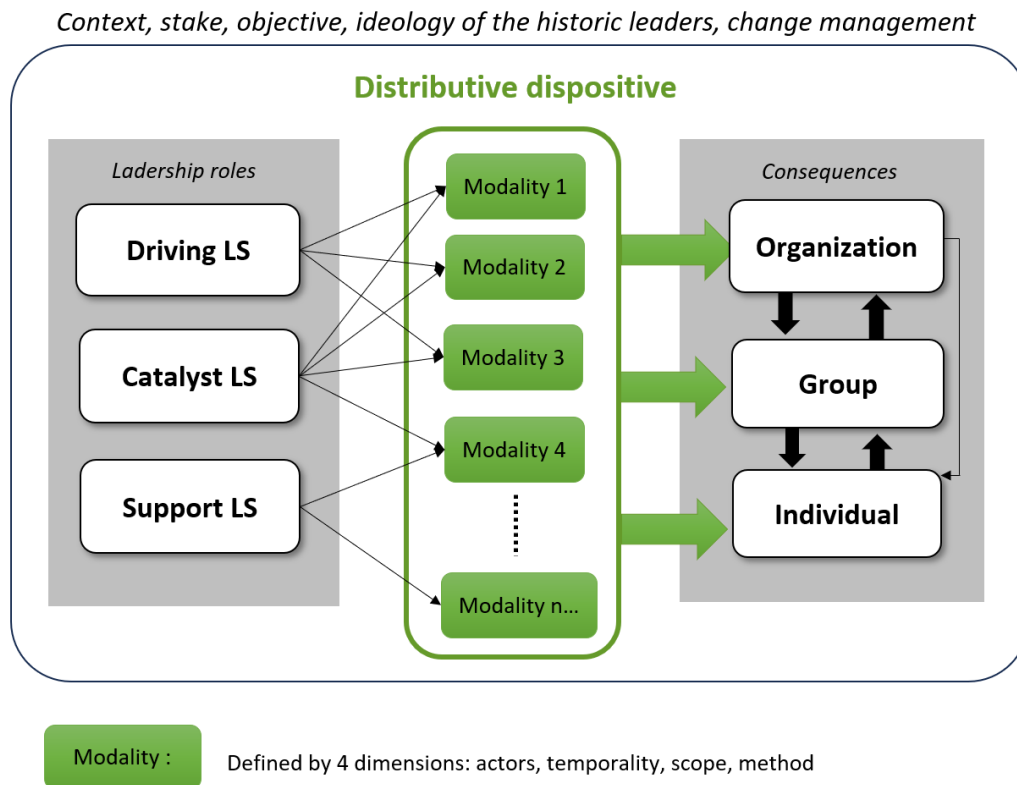 Context, stake, objective, ideology of the historic leaders, change management
Distributive dispositive
Ladership roles
Driving LS
Catalyst LS
Support LS
Modality 1
Modality 2
Modality 3
Modality 4
Modality n...
Consequences
Organization
Group
Individual
Modality :
Defined by 4 dimensions: actors, temporality, scope, method